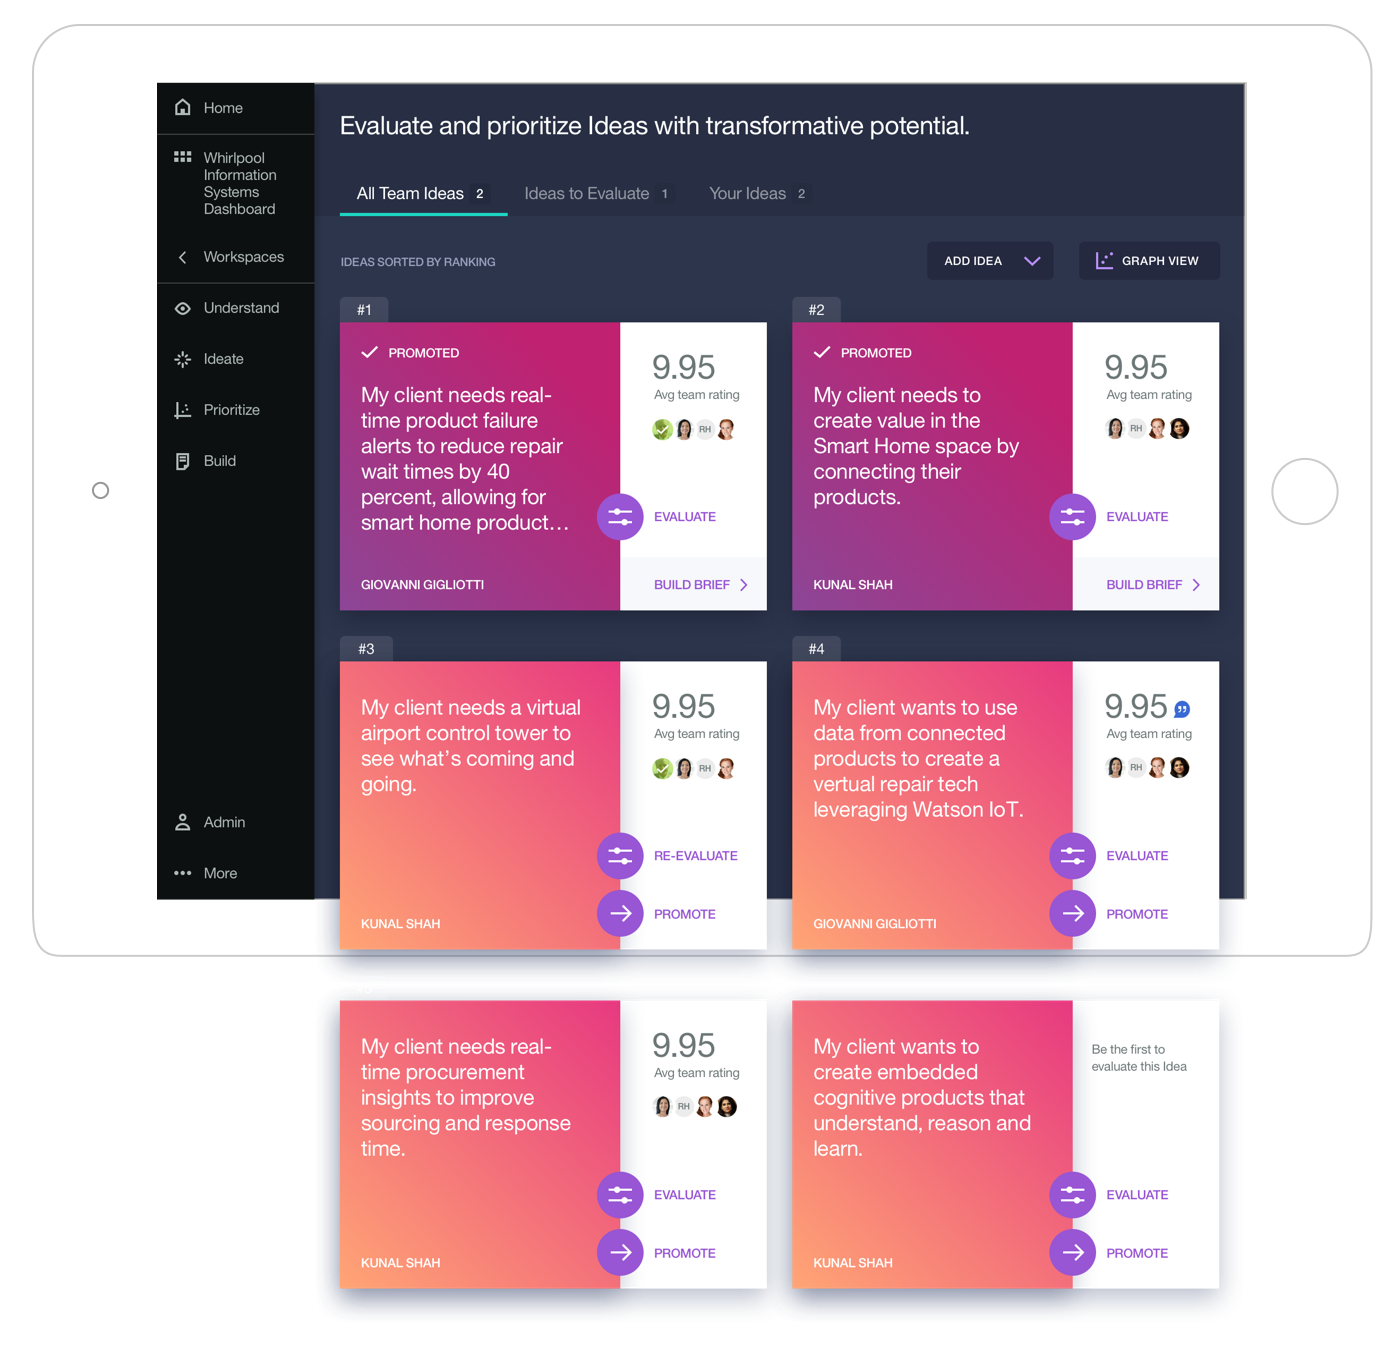 Home
Whirlpool
Information
Systems
Dashboard
Workspaces
Understand
Ideate
Prioritize
Build
Admin
More
Evaluate and prioritize Ideas with transformative potential.
All Team Ideas 2 Ideas to Evaluate 1 Your Ideas 2
IDEAS SORTED BY RANKING
ADD IDEA
GRAPH VIEW
#1
PROMOTED
My client needs real-
time product failure
alerts to reduce repair
wait times by 40
percent, allowing for
smart home product...
GIOVANNI GIGLIOTTI
9.95
Avg team rating
RH
EVALUATE
BUILD BRIEF
#2
PROMOTED
My client needs to
create value in the
Smart Home space by
connecting their
products.
KUNAL SHAH
9.95
Avg team rating
RH
EVALUATE
BUILD BRIEF
#3
My client needs a virtual
airport control tower to
see what's coming and
going.
KUNAL SHAH
9.95
Avg team rating
RH
RE-EVALUATE
PROMOTE
#4
My client wants to use
data from connected
products to create a
vertual repair tech
leveraging Watson IoT.
GIOVANNI GIGLIOTTI
9.95
Avg team rating
RH
EVALUATE
PROMOTE
My client needs real-
time procurement
insights to improve
sourcing and response
time.
KUNAL SHAH
9.95
Avg team rating
RH
EVALUATE
PROMOTE
My client wants to
create embedded
cognitive products that
understand, reason and
learn.
KUNAL SHAH
Be the first to
evaluate this Idea
EVALUATE
PROMOTE